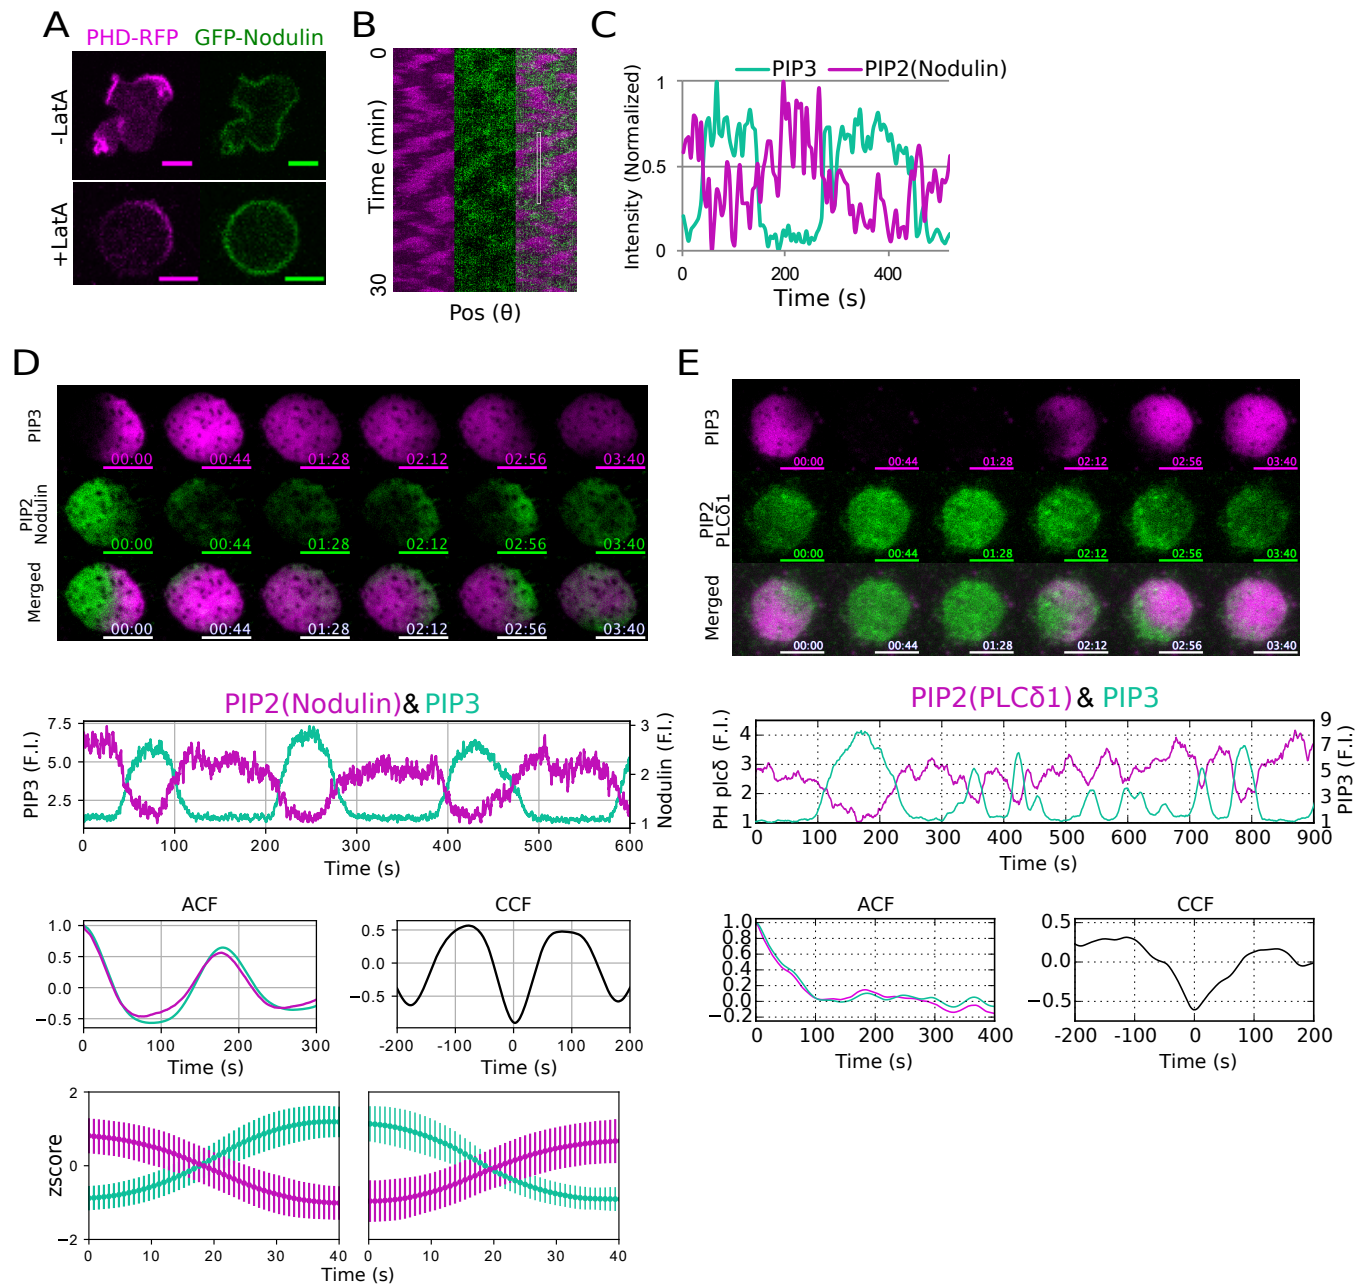 A
PHD-RFP GFP-Nodulin
-LatA
+LatA
B
0
Time (min)
30
Pos (θ)
C
PIP3 PIP2(Nodulin)
Intensity (Normalized)
1
0.5
0
0 200 400
Time (s)
D
PIP3
00:00 00:44 01:28 02:12 02:56 03:40
PIP2
Nodulin
00:00 00:44 01:28 02:12 02:56 03:40
Merged
00:00 00:44 01:28 02:12 02:56 03:40
PIP2(Nodulin)& PIP3
PIP3 (F.I.)
7.5
5.0
2.5
3
2
1
Nodulin (F.I.)
0 100 200 300 400 500 600
Time (s)
ACF
1.0
0.5
0.0
−0.5
0 100 200 300
Time (s)
CCF
0.5
0.0
−0.5
-200 -100 0 100 200
Time (s)
zscore
2
0
−2
0 10 20 30 40
0 10 20 30 40
Time (s)
E
PIP3
00:00 00:44 01:28 02:12 02:56 03:40
PIP2
PLCδ1
00:00 00:44 01:28 02:12 02:56 03:40
Merged
00:00 00:44 01:28 02:12 02:56 03:40
PIP2(PLCδ1) & PIP3
PH plcδ (F.I.)
4
3
2
1
9
7
5
3
1
PIP3 (F.I.)
0 100 200 300 400 500 600 700 800 900
Time (s)
ACF
1.0
0.8
0.6
0.4
0.2
0.0
−0.2
0 100 200 300 400
Time (s)
CCF
0.5
0.0
−0.5
-200 -100 0 100 200
Time (s)